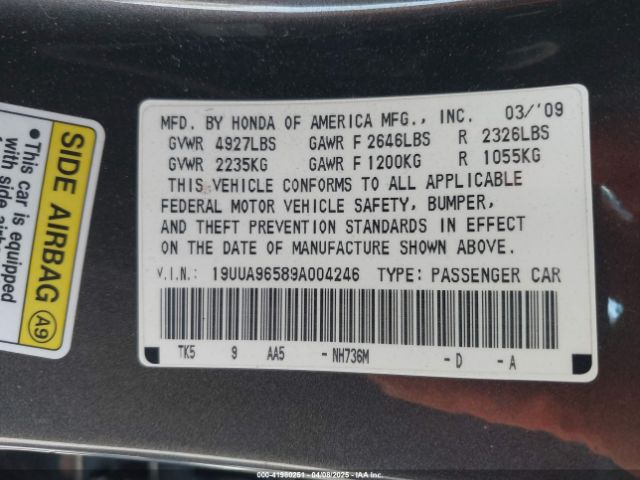 MFD. BY HONDA OF AMERICA MFG., INC. 03/'09
GVWR 4927LBS GAWR F 2646LBS R 2326LBS
GVWR 2235KG GAWR F 1200KG R 1055KG
THIS VEHICLE CONFORMS TO ALL APPLICABLE
FEDERAL MOTOR VEHICLE SAFETY, BUMPER,
AND THEFT PREVENTION STANDARDS IN EFFECT
ON THE DATE OF MANUFACTURE SHOWN ABOVE.
V.I.N.: 19UUA96589A004246 TYPE: PASSENGER CAR
TK5 9 AA5 -NH736M -D -A
SIDE AIRBAG A9
•This car is equipped
with side
000-41980251 - 04/08/2025 - IAAI.COM